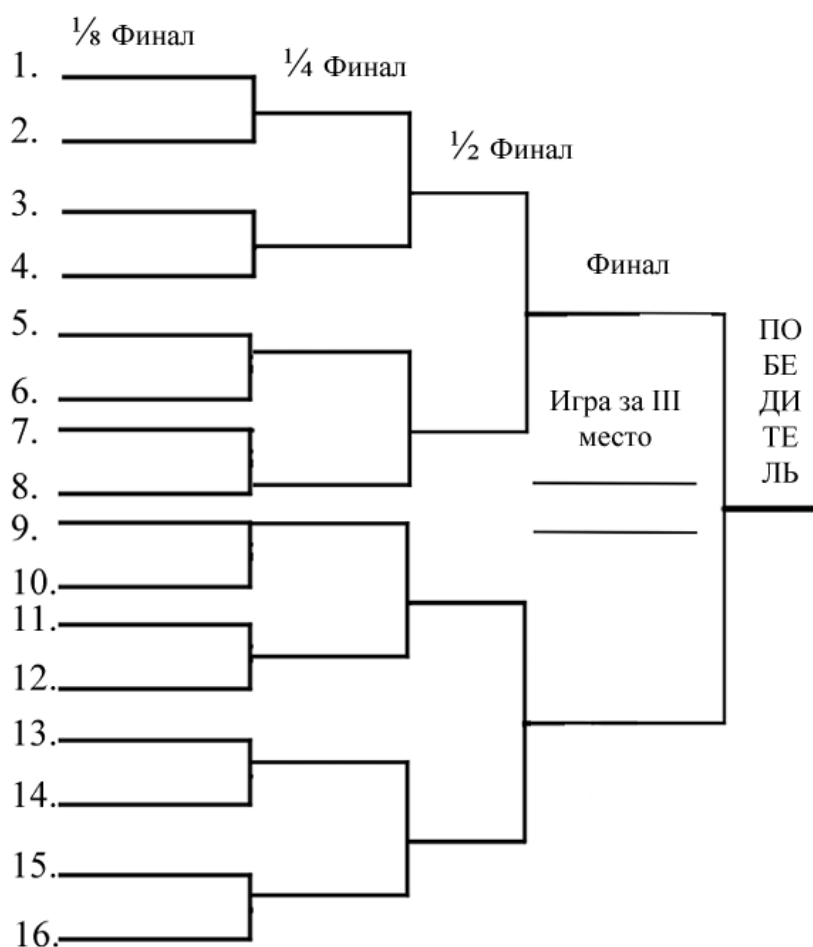 ⅛ Финал
¼ Финал
½ Финал
Финал
1.
2.
3.
4.
5.
6.
7.
8.
9.
10.
11.
12.
13.
14.
15.
16.
Игра за III
место
ПО
БЕ
ДИ
ТЕ
ЛЬ